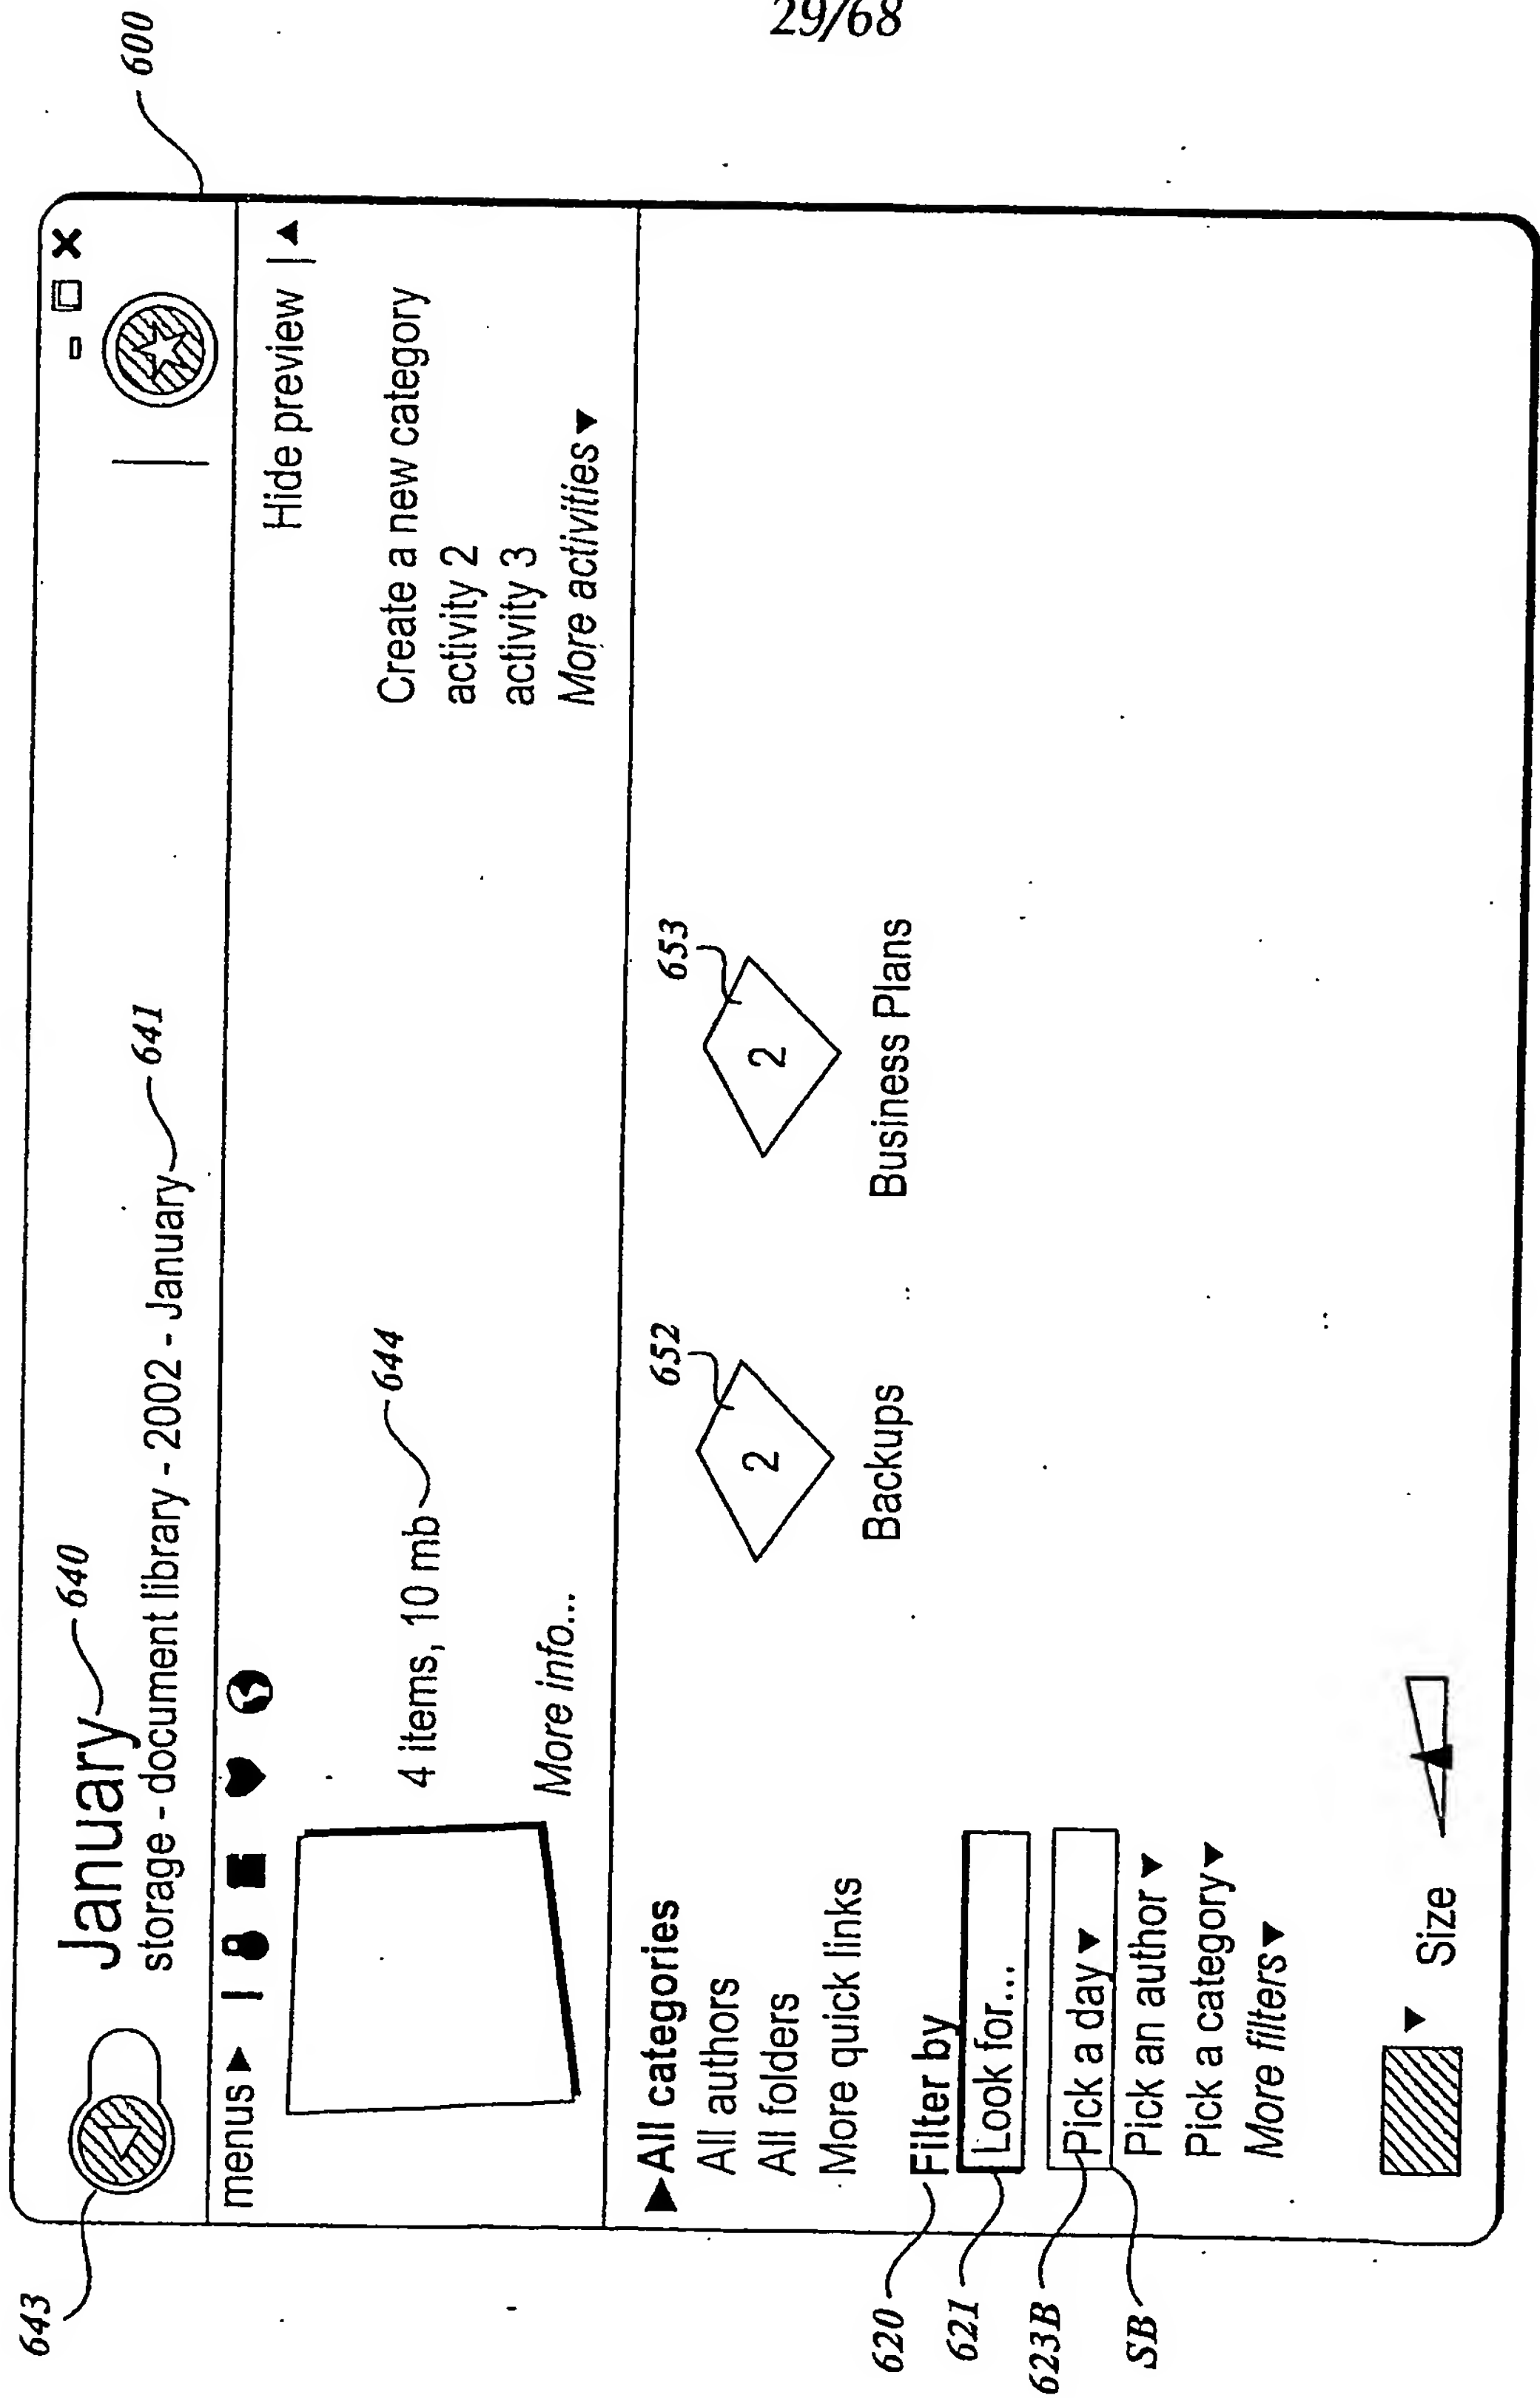 29/68
600
643
January
640
storage - document library - 2002 - January
641
menus
Hide preview
4 items, 10 mb
644
More info...
Create a new category
activity 2
activity 3
More activities
All categories
All authors
All folders
More quick links
620
Filter by
621
Look for...
623B
Pick a day
SB
Pick an author
Pick a category
More filters
Size
652
2
Backups
653
2
Business Plans